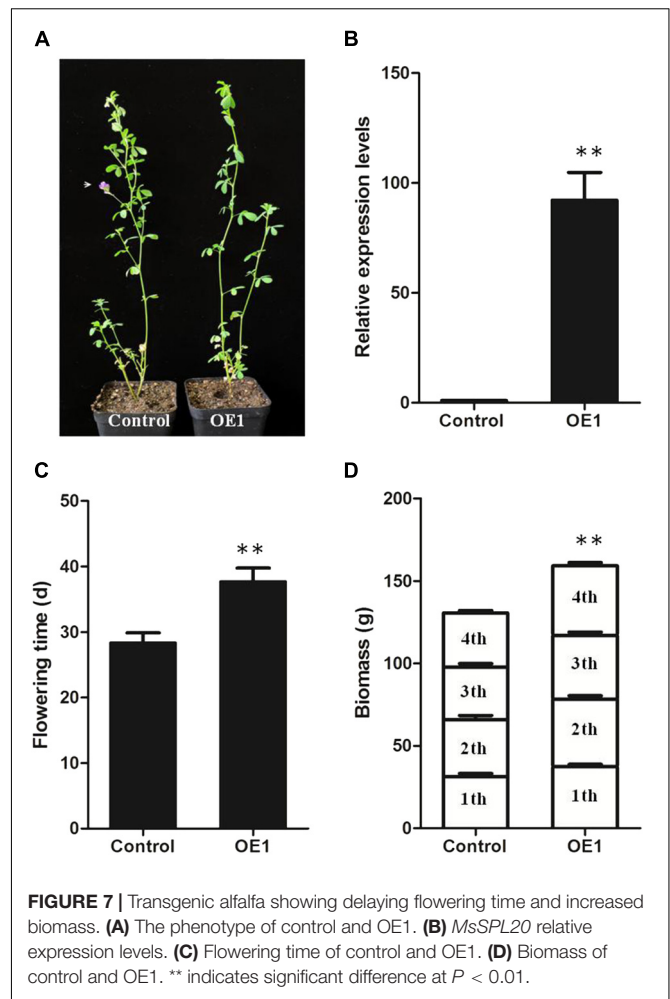 A
Control
OE1
B
Relative expression levels
150
100
50
0
**
Control
OE1
C
Flowering time (d)
50
40
30
20
10
0
**
Control
OE1
D
Biomass (g)
200
150
100
50
0
**
4th
3th
2th
1th
4th
3th
2th
1th
Control
OE1
FIGURE 7 | Transgenic alfalfa showing delaying flowering time and increased
biomass. (A) The phenotype of control and OE1. (B) MsSPL20 relative
expression levels. (C) Flowering time of control and OE1. (D) Biomass of
control and OE1. ** indicates significant difference at P < 0.01.